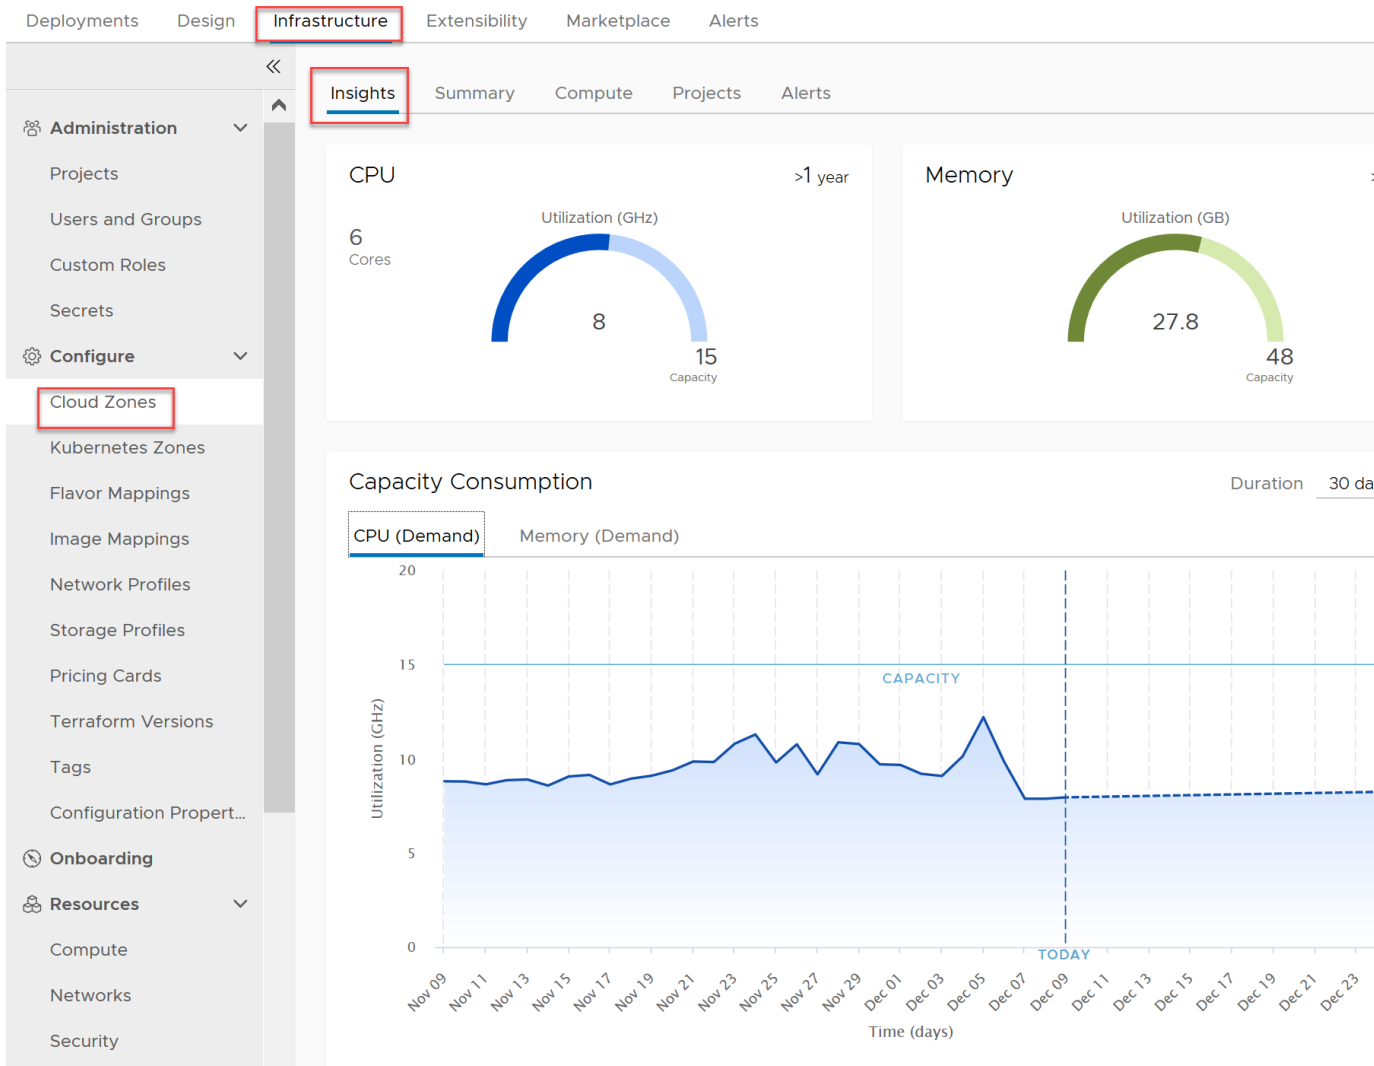 Deployments Design Infrastructure Extensibility Marketplace Alerts
Insights Summary Compute Projects Alerts
Administration
Projects
Users and Groups
Custom Roles
Secrets
Configure
Cloud Zones
Kubernetes Zones
Flavor Mappings
Image Mappings
Network Profiles
Storage Profiles
Pricing Cards
Terraform Versions
Tags
Configuration Propert...
Onboarding
Resources
Compute
Networks
Security
CPU
>1 year
6
Cores
Utilization (GHz)
8
15
Capacity
Memory
>
Utilization (GB)
27.8
48
Capacity
Capacity Consumption
Duration 30 da
CPU (Demand) Memory (Demand)
20
15
10
5
0
Utilization (GHz)
CAPACITY
TODAY
Nov 09 Nov 11 Nov 13 Nov 15 Nov 17 Nov 19 Nov 21 Nov 23 Nov 25 Nov 27 Nov 29 Dec 01 Dec 03 Dec 05 Dec 07 Dec 09 Dec 11 Dec 13 Dec 15 Dec 17 Dec 19 Dec 21 Dec 23
Time (days)